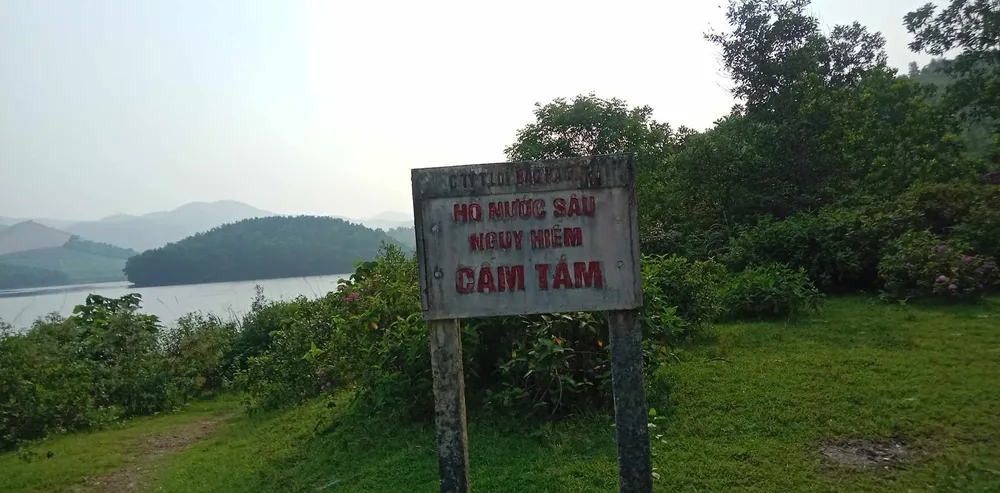 HỒ NƯỚC SÂU
NGUY HIỂM
CẤM TẮM